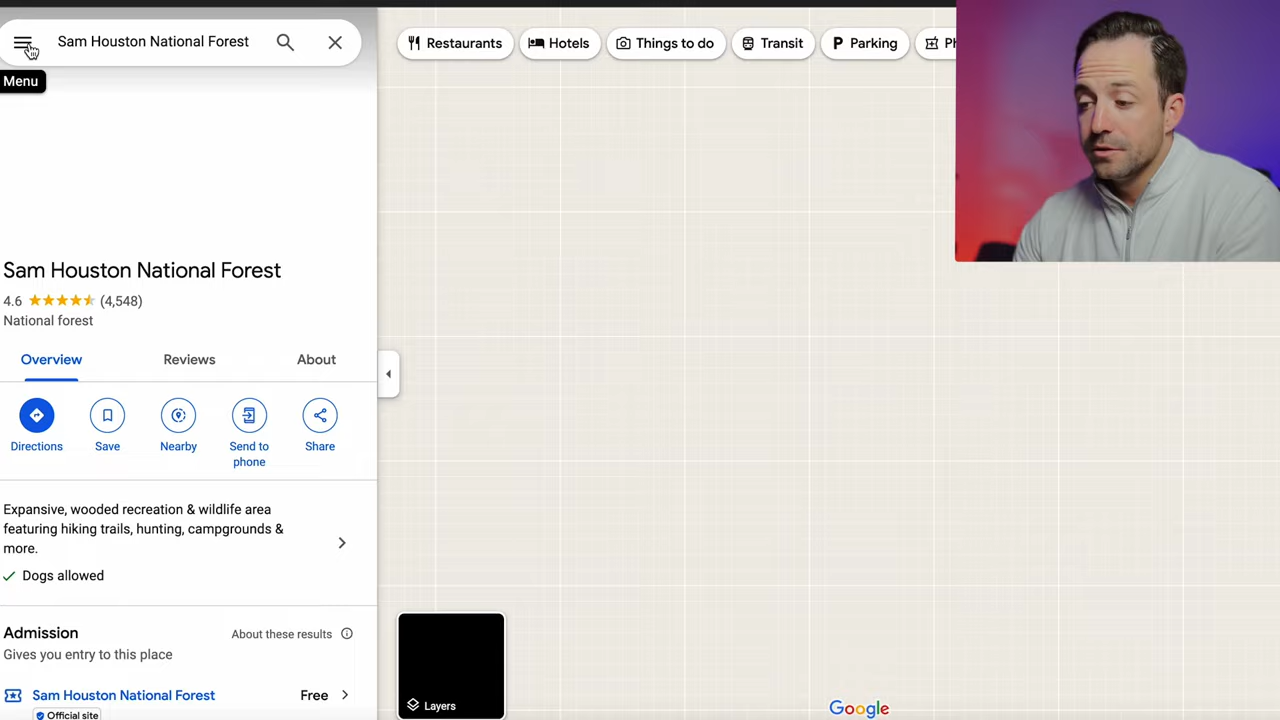 Sam Houston National Forest
Restaurants
Hotels
Things to do
Transit
P Parking
Menu
Sam Houston National Forest
4.6 (4,548)
National forest
Overview
Reviews
About
Directions
Save
Nearby
Send to
phone
Share
Expansive, wooded recreation & wildlife area
featuring hiking trails, hunting, campgrounds &
more.
Dogs allowed
Admission
About these results
Gives you entry to this place
Sam Houston National Forest
Free
Official site
Layers
Google